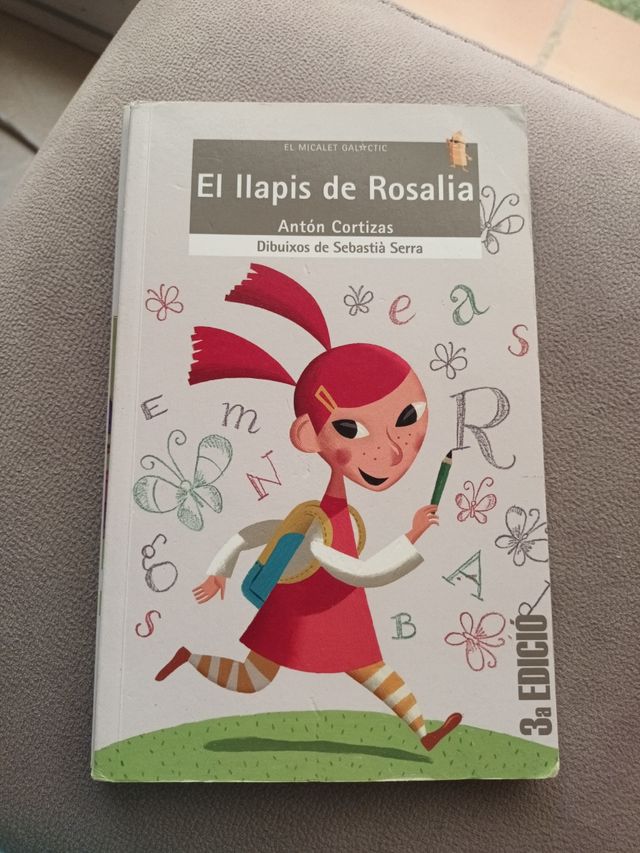 EL MICALET GALÀCTIC
El llapis de Rosalia
Antón Cortizas
Dibuixos de Sebastià Serra
e a s
E m R
N
g
s B A R
3a EDICIÓ